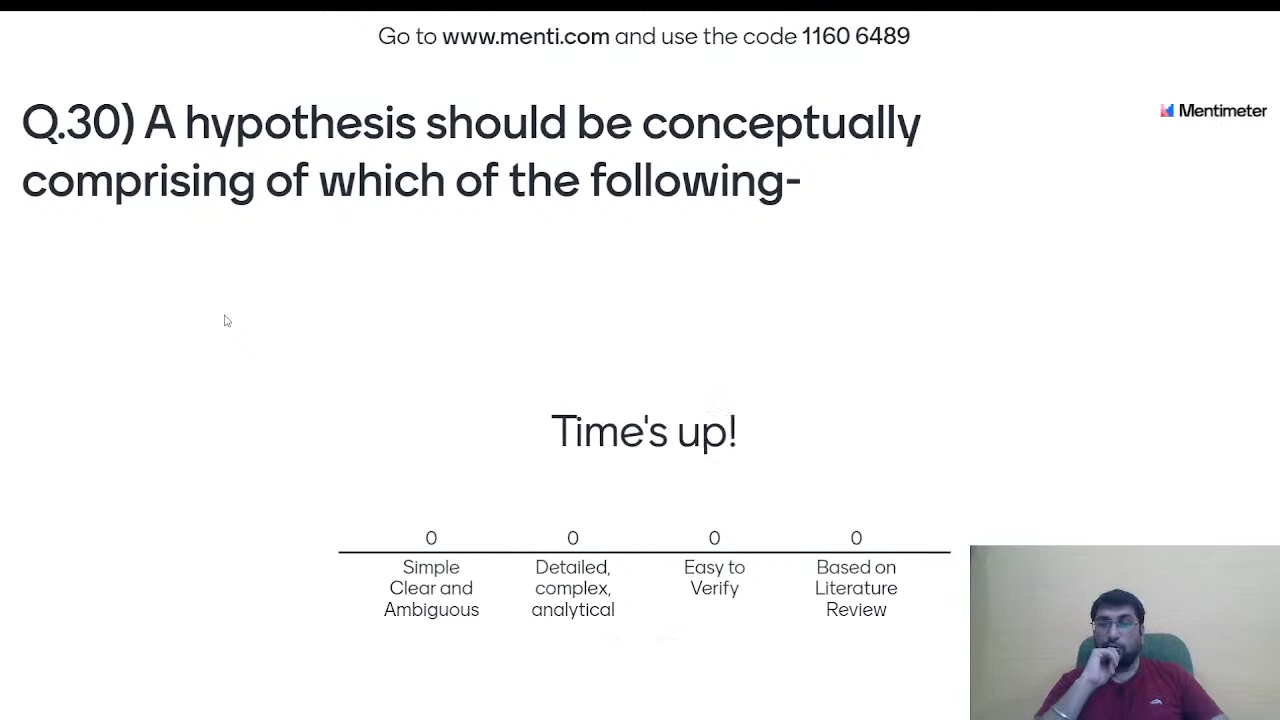 Go to www.menti.com and use the code 1160 6489
Mentimeter
Q.30) A hypothesis should be conceptually
comprising of which of the following-
Time's up!
0 0 0 0
Simple
Clear and
Ambiguous
Detailed,
complex,
analytical
Easy to
Verify
Based on
Literature
Review